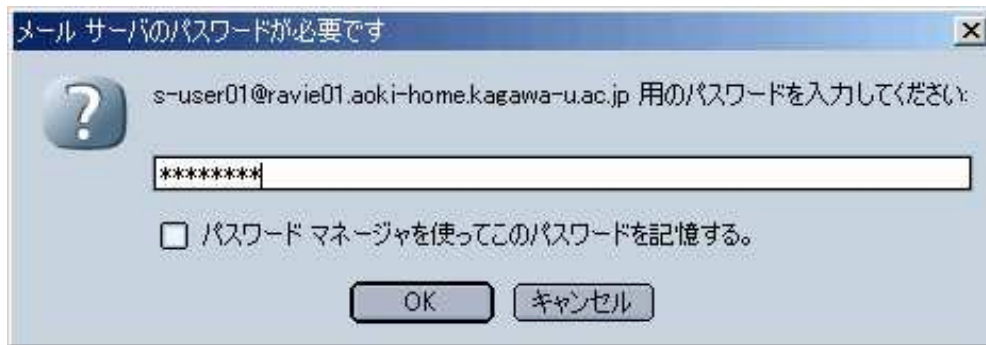 メール サーバのパスワードが必要です
s-user01@ravie01.aoki-home.kagawa-u.ac.jp 用のパスワードを入力してください:
********
パスワード マネージャを使ってこのパスワードを記憶する。
OK キャンセル